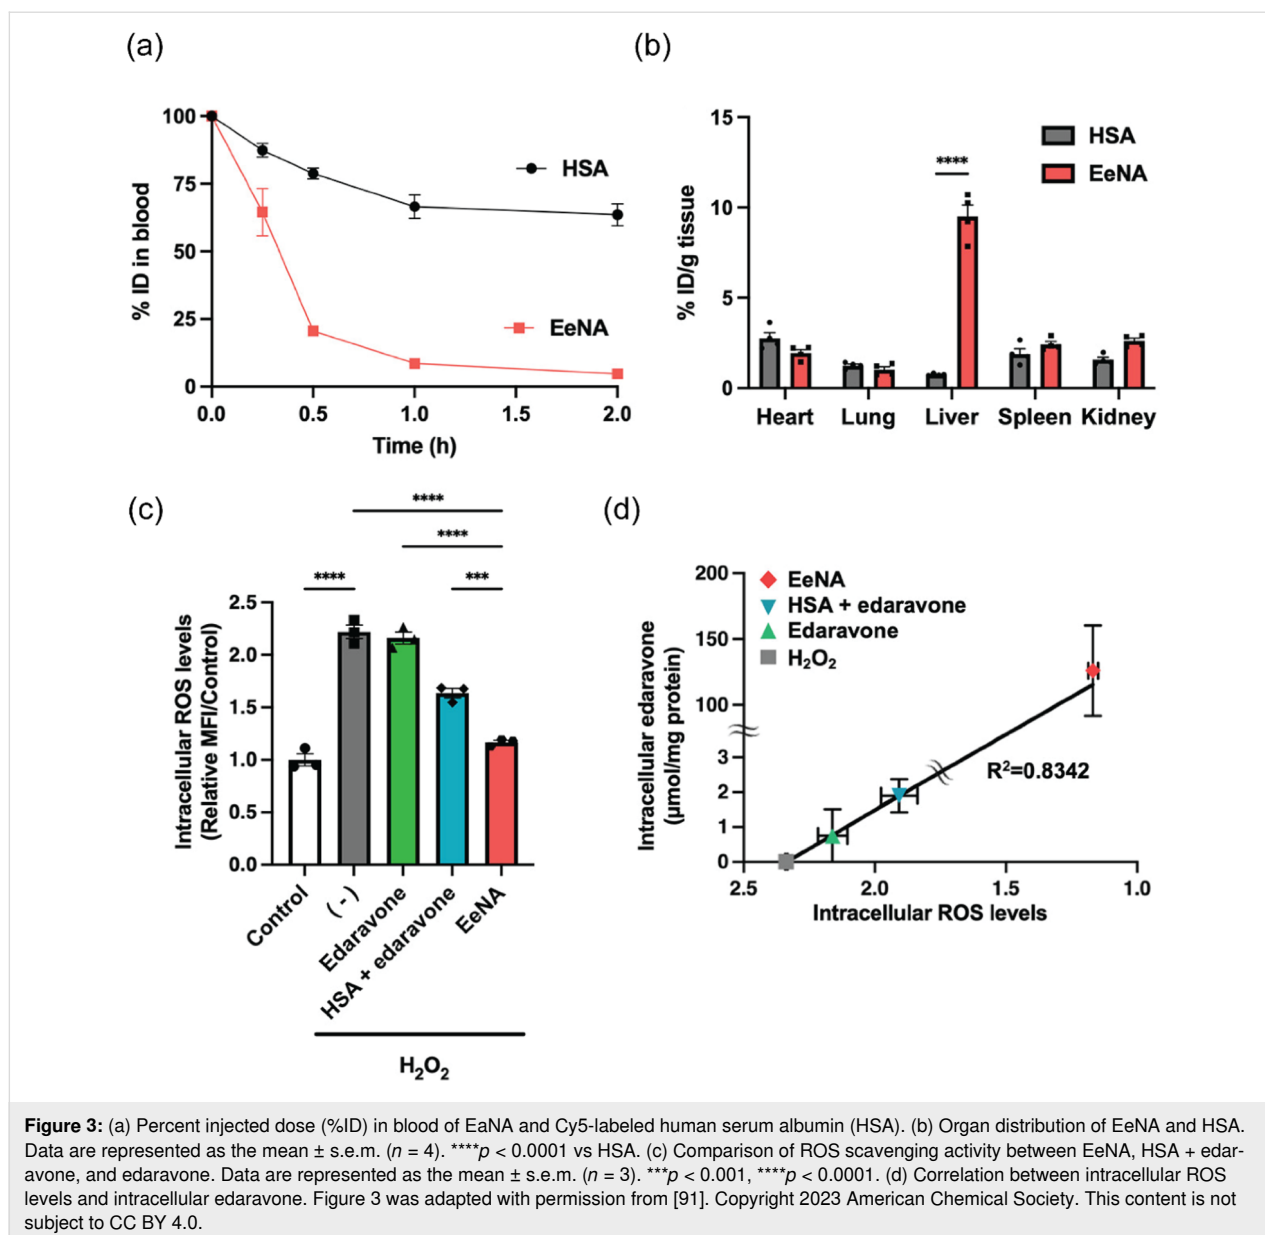 (a)
100
75
50
25
0
% ID in blood
HSA
EeNA
0.0 0.5 1.0 1.5 2.0
Time (h)
(b)
15
10
5
0
% ID/g tissue
****
HSA
EeNA
Heart Lung Liver Spleen Kidney
(c)
****
****
**** ***
2.5
2.0
1.5
1.0
0.5
0.0
Intracellular ROS levels
(Relative MFI/Control)
Control
(-)
Edaravone
HSA + edaravone
EeNA
H₂O₂
(d)
200
150
100
3
2
1
0
Intracellular edaravone
(μmol/mg protein)
EeNA
HSA + edaravone
Edaravone
H₂O₂
R²=0.8342
2.5 2.0 1.5 1.0
Intracellular ROS levels
Figure 3: (a) Percent injected dose (%ID) in blood of EaNA and Cy5-labeled human serum albumin (HSA). (b) Organ distribution of EeNA and HSA.
Data are represented as the mean ± s.e.m. (n = 4). ****p < 0.0001 vs HSA. (c) Comparison of ROS scavenging activity between EeNA, HSA + edar-
avone, and edaravone. Data are represented as the mean ± s.e.m. (n = 3). ***p < 0.001, ****p < 0.0001. (d) Correlation between intracellular ROS
levels and intracellular edaravone. Figure 3 was adapted with permission from [91]. Copyright 2023 American Chemical Society. This content is not
subject to CC BY 4.0.